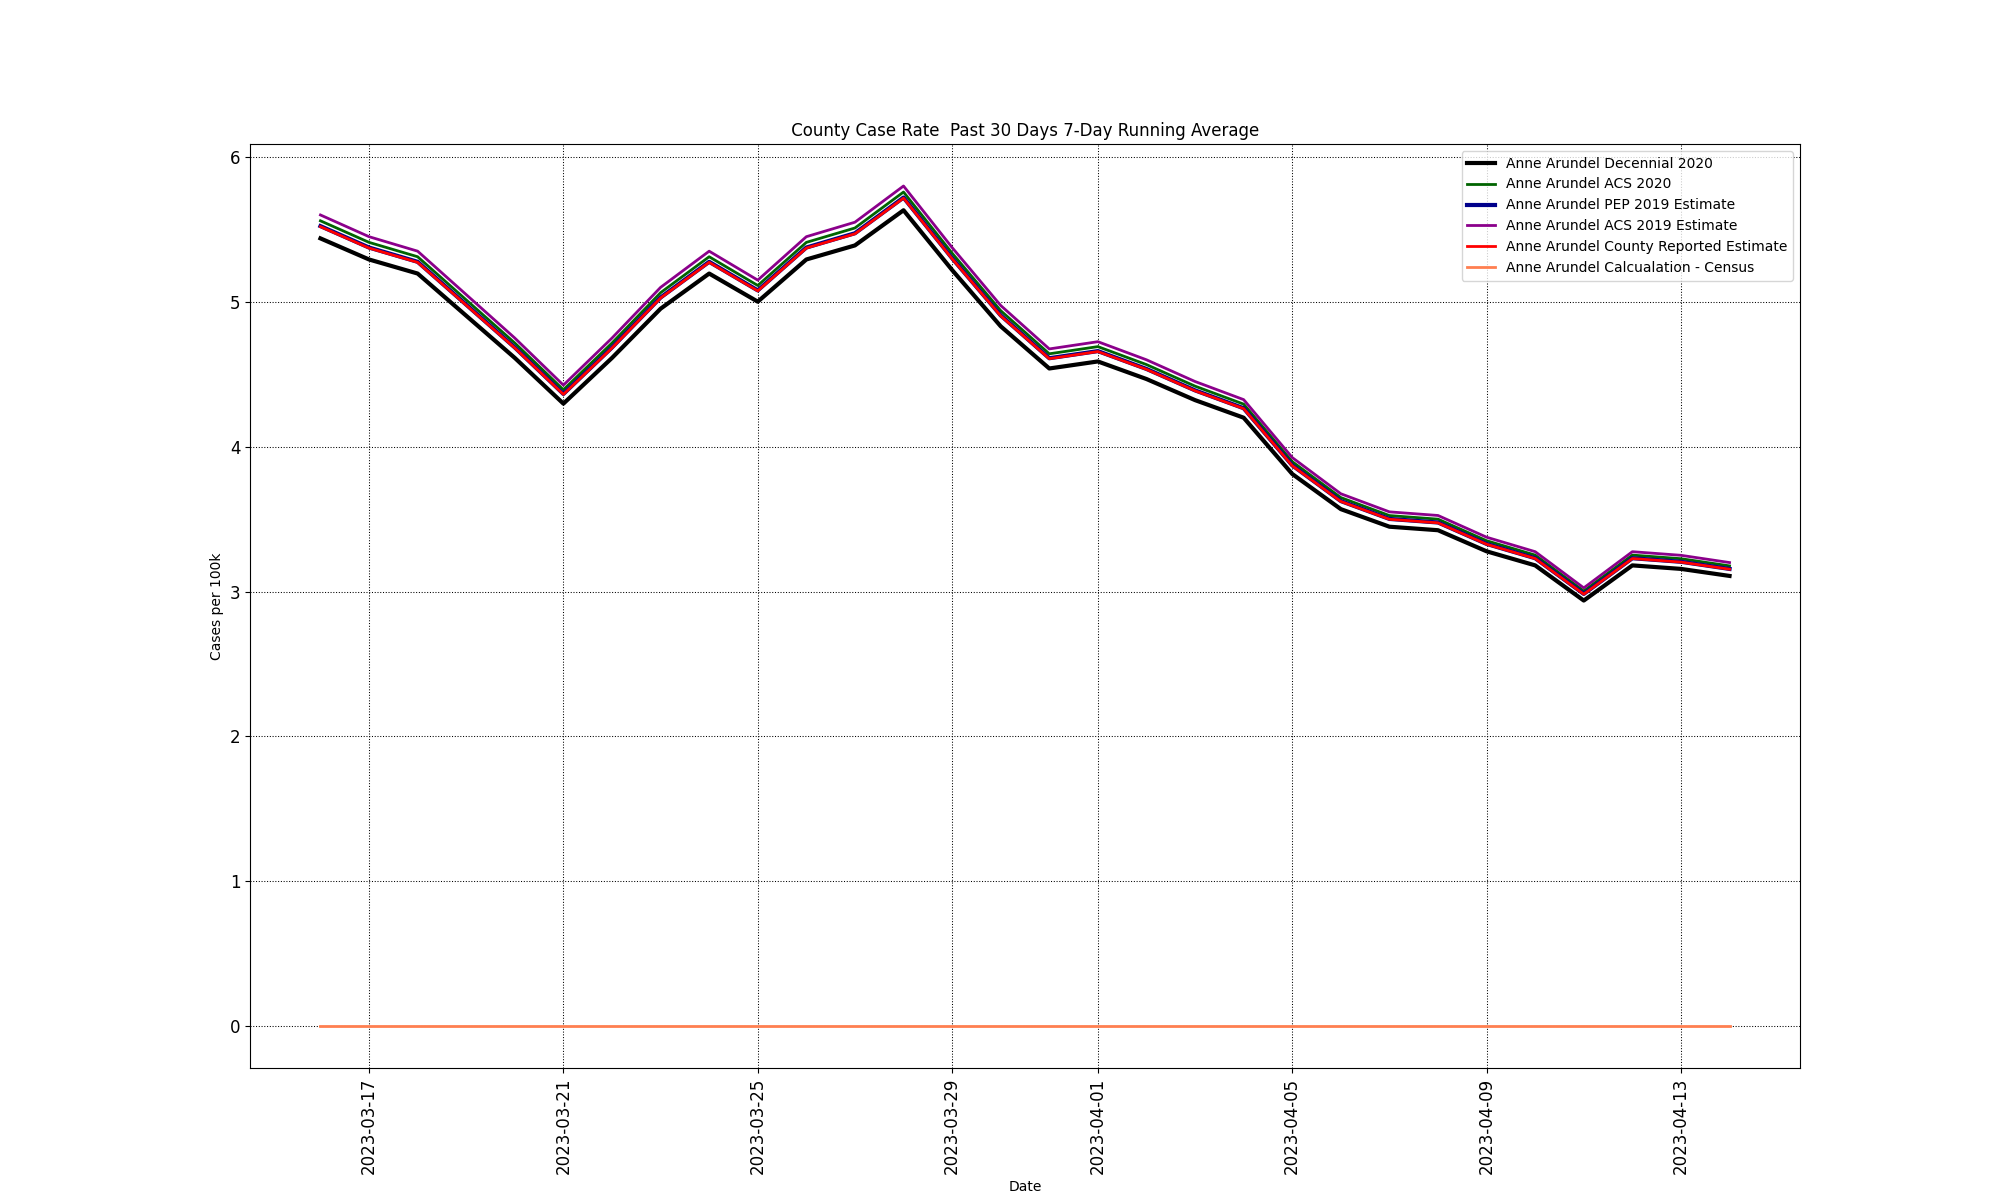 County Case Rate  Past 30 Days 7-Day Running Average
Anne Arundel Decennial 2020
Anne Arundel ACS 2020
Anne Arundel PEP 2019 Estimate
Anne Arundel ACS 2019 Estimate
Anne Arundel County Reported Estimate
Anne Arundel Calcualation - Census
Cases per 100k
6
5
4
3
2
1
0
2023-03-17
2023-03-21
2023-03-25
2023-03-29
2023-04-01
2023-04-05
2023-04-09
2023-04-13
Date